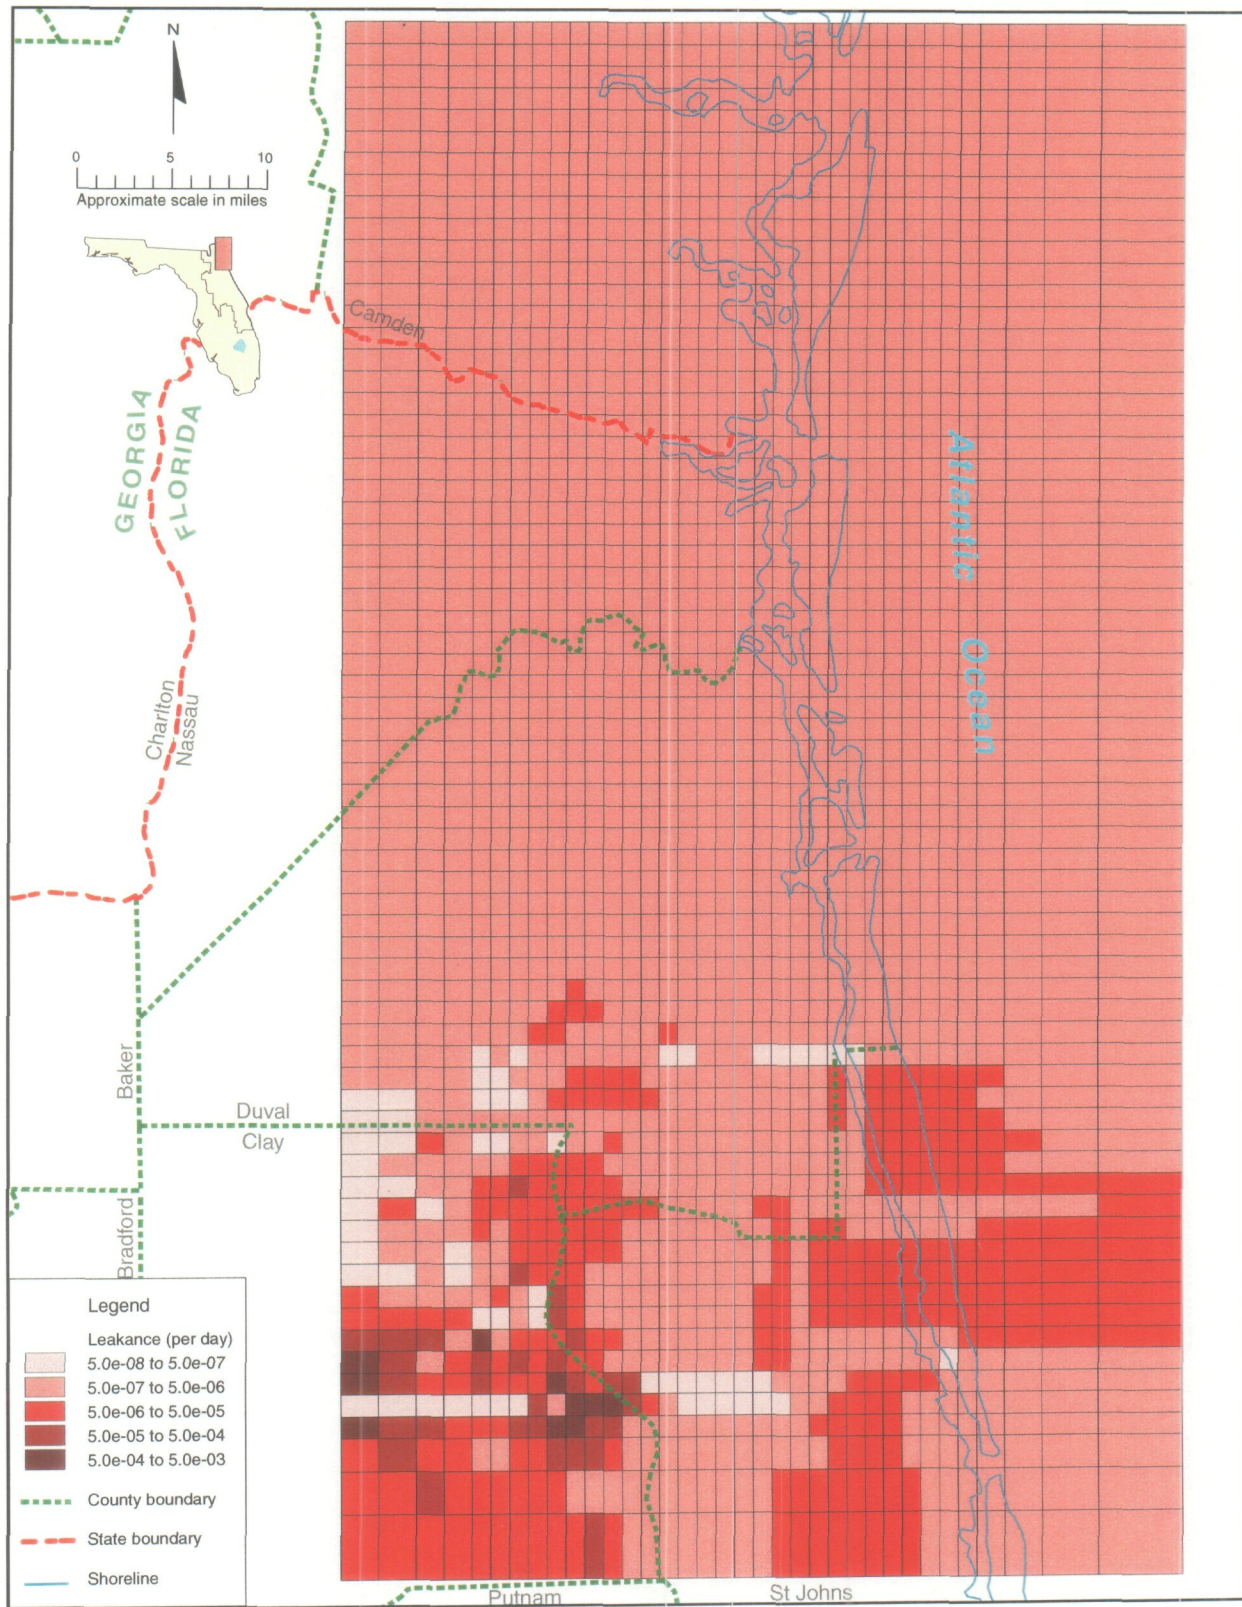 N
0 5 10
Approximate scale in miles
Camden
GEORGIA
FLORIDA
Atlantic Ocean
Charlton
Nassau
Baker
Duval
Clay
Bradford
Legend
Leakance (per day)
5.0e-08 to 5.0e-07
5.0e-07 to 5.0e-06
5.0e-06 to 5.0e-05
5.0e-05 to 5.0e-04
5.0e-04 to 5.0e-03
County boundary
State boundary
Shoreline
Putnam
St Johns